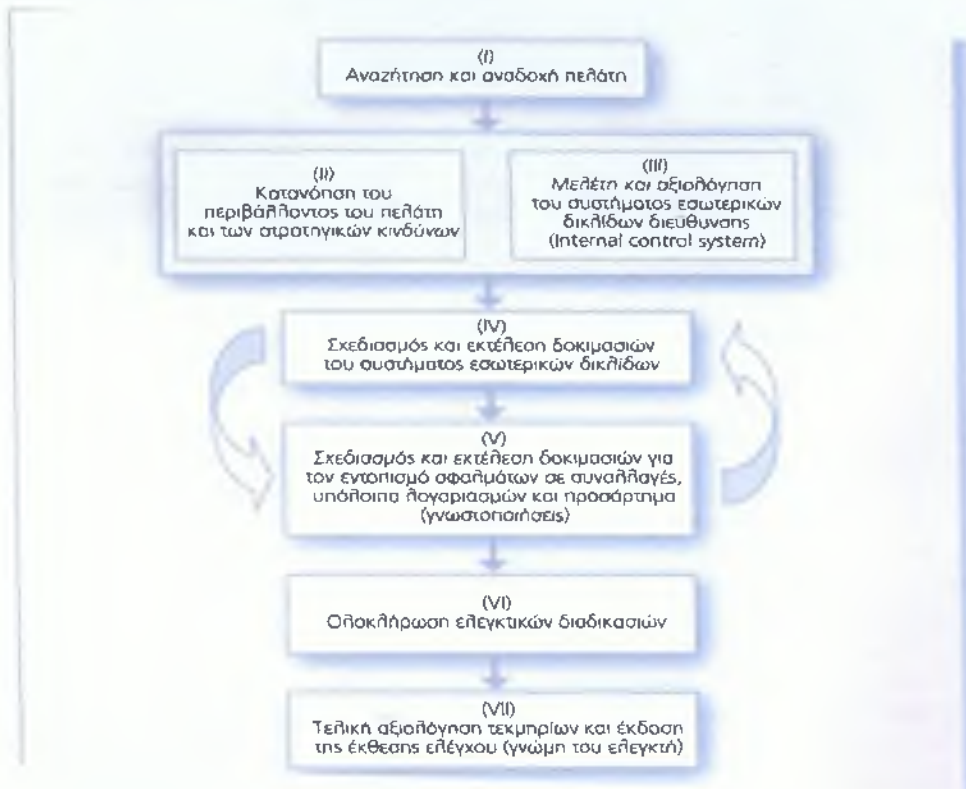 (I)
Αναζήτηση και αναδοχή πελάτη
(II)
Κατανόηση του
περιβάλλοντος του πελάτη
και των στρατηγικών κινδύνων
(III)
Μελέτη και αξιολόγηση
του συστήματος εσωτερικών
δικλίδων διεύθυνσης
(Internal control system)
(IV)
Σχεδιασμός και εκτέλεση δοκιμασιών
του συστήματος εσωτερικών δικλίδων
(V)
Σχεδιασμός και εκτέλεση δοκιμασιών για
τον εντοπισμό σφαλμάτων σε συναλλαγές,
υπόλοιπα λογαριασμών και προσάρτημα
(γνωστοποιήσεις)
(VI)
Ολοκλήρωση ελεγκτικών διαδικασιών
(VII)
Τελική αξιολόγηση τεκμηρίων και έκδοση
της έκθεσης ελέγχου (γνώμη του ελεγκτή)